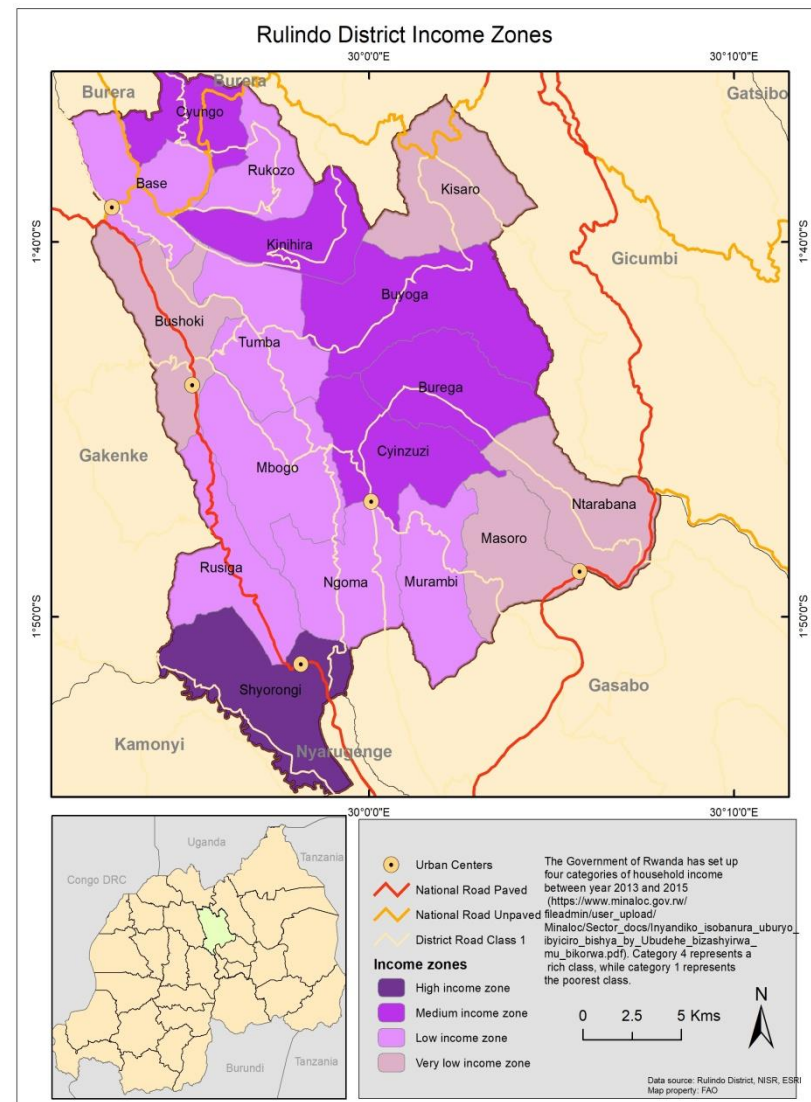 Rulindo District Income Zones
30°0'0"E
30°10'0"E
Burera
Burera
Gatsibo
Cyungo
Rukozo
Base
Kisaro
1°40'0"S
1°40'0"S
Kinihira
Gicumbi
Buyoga
Bushoki
Tumba
Burega
Gakenke
Cyinzuzi
Mbogo
Ntarabana
Masoro
Rusiga
Ngoma
Murambi
1°50'0"S
1°50'0"S
Shyorongi
Gasabo
Kamonyi
Nyarugenge
30°0'0"E
30°10'0"E
Uganda
Tanzania
Congo DRC
Burundi
Tanzania
Urban Centers
National Road Paved
National Road Unpaved
District Road Class 1
Income zones
High income zone
Medium income zone
Low income zone
Very low income zone
The Government of Rwanda has set up
four categories of household income
between year 2013 and 2015
(https://www.minaloc.gov.rw/
fileadmin/user_upload/
Minaloc/Sector_docs/Inyandiko_isobanura_uburyo_
ibyiciro_bishya_by_Ubudehe_bizashyirwa_
mu_bikorwa.pdf). Category 4 represents a
rich class, while category 1 represents
the poorest class.
N
0 2.5 5 Kms
Data source: Rulindo District, NISR, ESRI
Map property: FAO